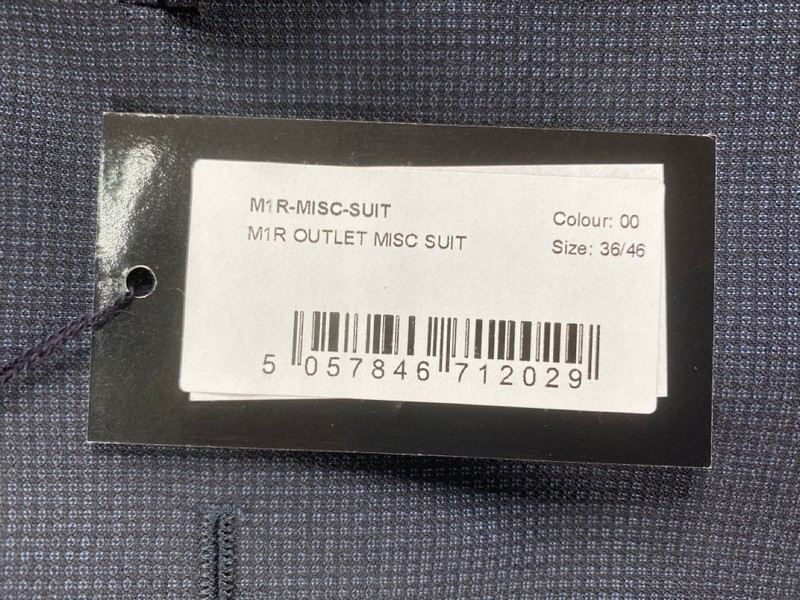 M1R-MISC-SUIT
M1R OUTLET MISC SUIT
Colour: 00
Size: 36/46
5 057846 712029